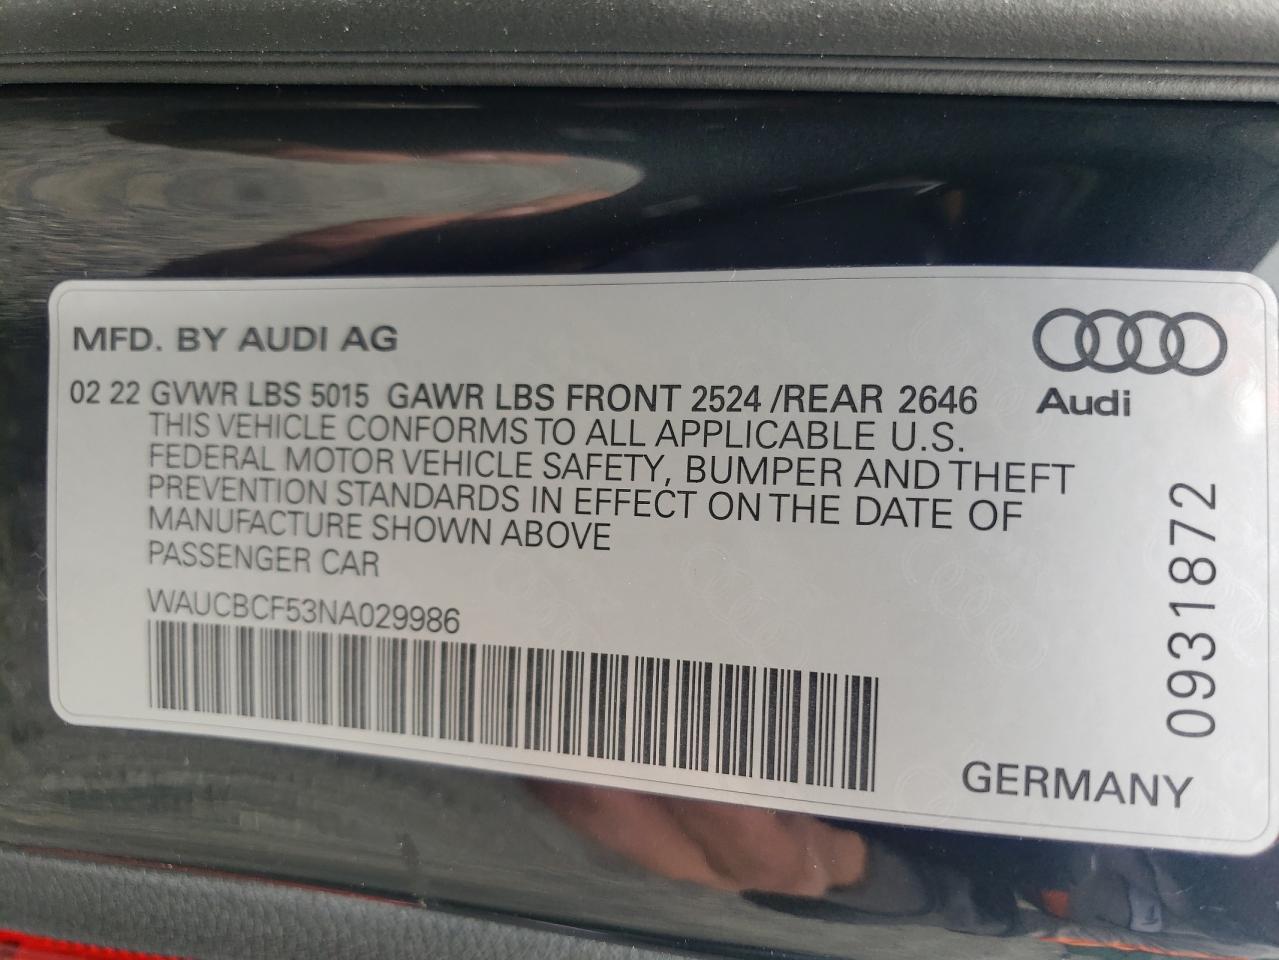 MFD. BY AUDI AG
Audi
02 22 GVWR LBS 5015 GAWR LBS FRONT 2524 /REAR 2646
THIS VEHICLE CONFORMS TO ALL APPLICABLE U.S.
FEDERAL MOTOR VEHICLE SAFETY, BUMPER AND THEFT
PREVENTION STANDARDS IN EFFECT ON THE DATE OF
MANUFACTURE SHOWN ABOVE
PASSENGER CAR
WAUCBCF53NA029986
0931872
GERMANY